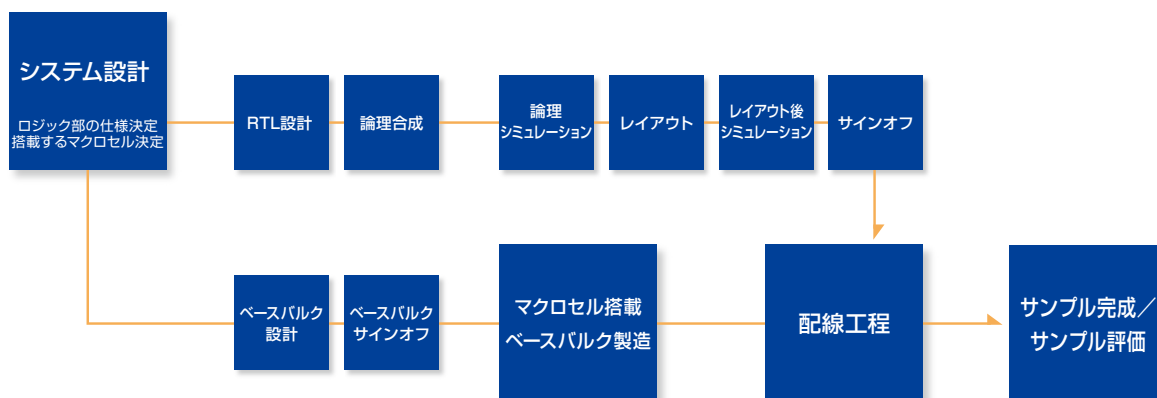 システム設計
ロジック部の仕様決定
搭載するマクロセル決定
RTL設計
論理合成
論理
シミュレーション
レイアウト
レイアウト後
シミュレーション
サインオフ
ベースバルク
設計
ベースバルク
サインオフ
マクロセル搭載
ベースバルク製造
配線工程
サンプル完成／
サンプル評価